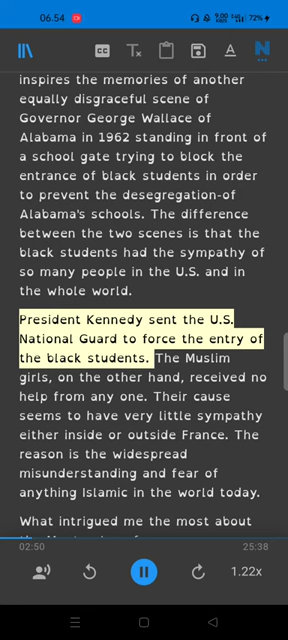 06.54
9.00
KB/S
72%
CC
inspires the memories of another
equally disgraceful scene of
Governor George Wallace of
Alabama in 1962 standing in front of
a school gate trying to block the
entrance of black students in order
to prevent the desegregation-of
Alabama's schools. The difference
between the two scenes is that the
black students had the sympathy of
so many people in the U.S. and in
the whole world.
President Kennedy sent the U.S.
National Guard to force the entry of
the black students. The Muslim
girls, on the other hand, received no
help from any one. Their cause
seems to have very little sympathy
either inside or outside France. The
reason is the widespread
misunderstanding and fear of
anything Islamic in the world today.
What intrigued me the most about
02:50
25:38
1.22x